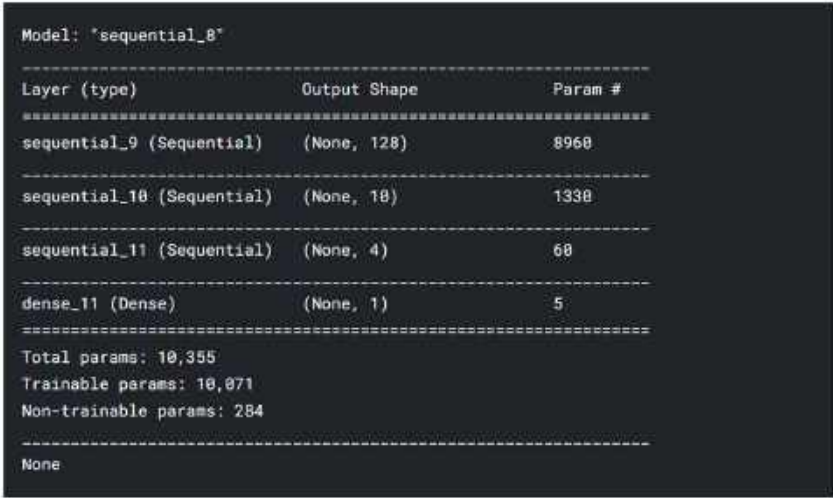 Model: "sequential_8"
_________________________________________________________________
Layer (type) Output Shape Param #
=================================================================
sequential_9 (Sequential) (None, 128) 8960
_________________________________________________________________
sequential_10 (Sequential) (None, 10) 1330
_________________________________________________________________
sequential_11 (Sequential) (None, 4) 60
_________________________________________________________________
dense_11 (Dense) (None, 1) 5
=================================================================
Total params: 10,355
Trainable params: 10,071
Non-trainable params: 284
_________________________________________________________________
None